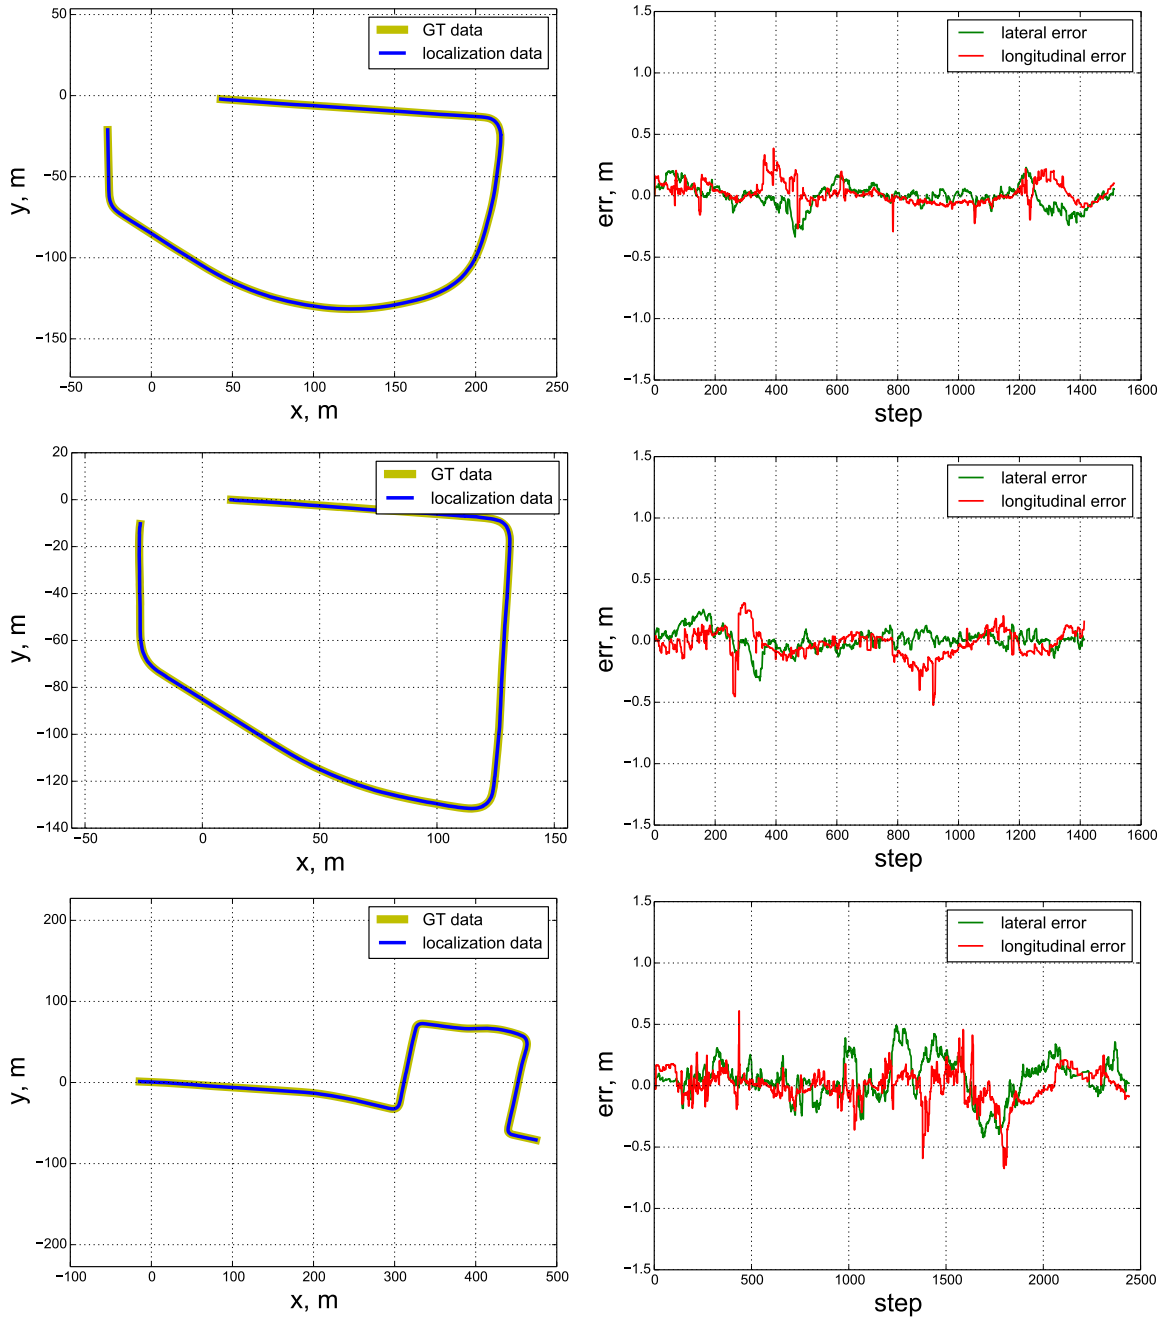 50
0
−50
−100
−150
y, m
GT data
localization data
−50 0 50 100 150 200 250
x, m
1.5
1.0
0.5
0.0
−0.5
−1.0
−1.5
err, m
lateral error
longitudinal error
0 200 400 600 800 1000 1200 1400 1600
step
20
0
−20
−40
−60
−80
−100
−120
−140
y, m
GT data
localization data
−50 0 50 100 150
x, m
1.5
1.0
0.5
0.0
−0.5
−1.0
−1.5
err, m
lateral error
longitudinal error
0 200 400 600 800 1000 1200 1400 1600
step
200
100
0
−100
−200
y, m
GT data
localization data
−100 0 100 200 300 400 500
x, m
1.5
1.0
0.5
0.0
−0.5
−1.0
−1.5
err, m
lateral error
longitudinal error
0 500 1000 1500 2000 2500
step